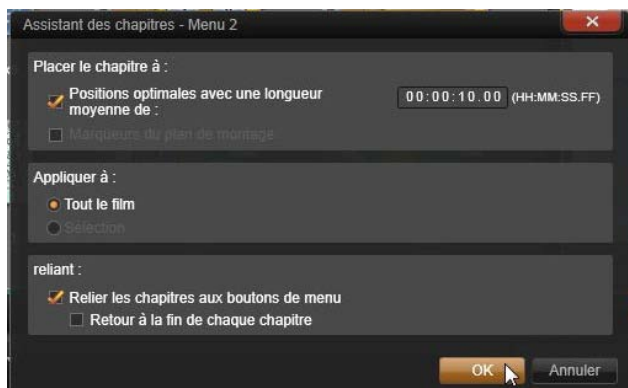 Assistant des chapitres - Menu 2
Placer le chapitre à :
Positions optimales avec une longueur
moyenne de :
00:00:10.00 (HH:MM:SS.FF)
Marqueurs du plan de montage
Appliquer à :
Tout le film
Sélection
reliant :
Relier les chapitres aux boutons de menu
Retour à la fin de chaque chapitre
OK
Annuler